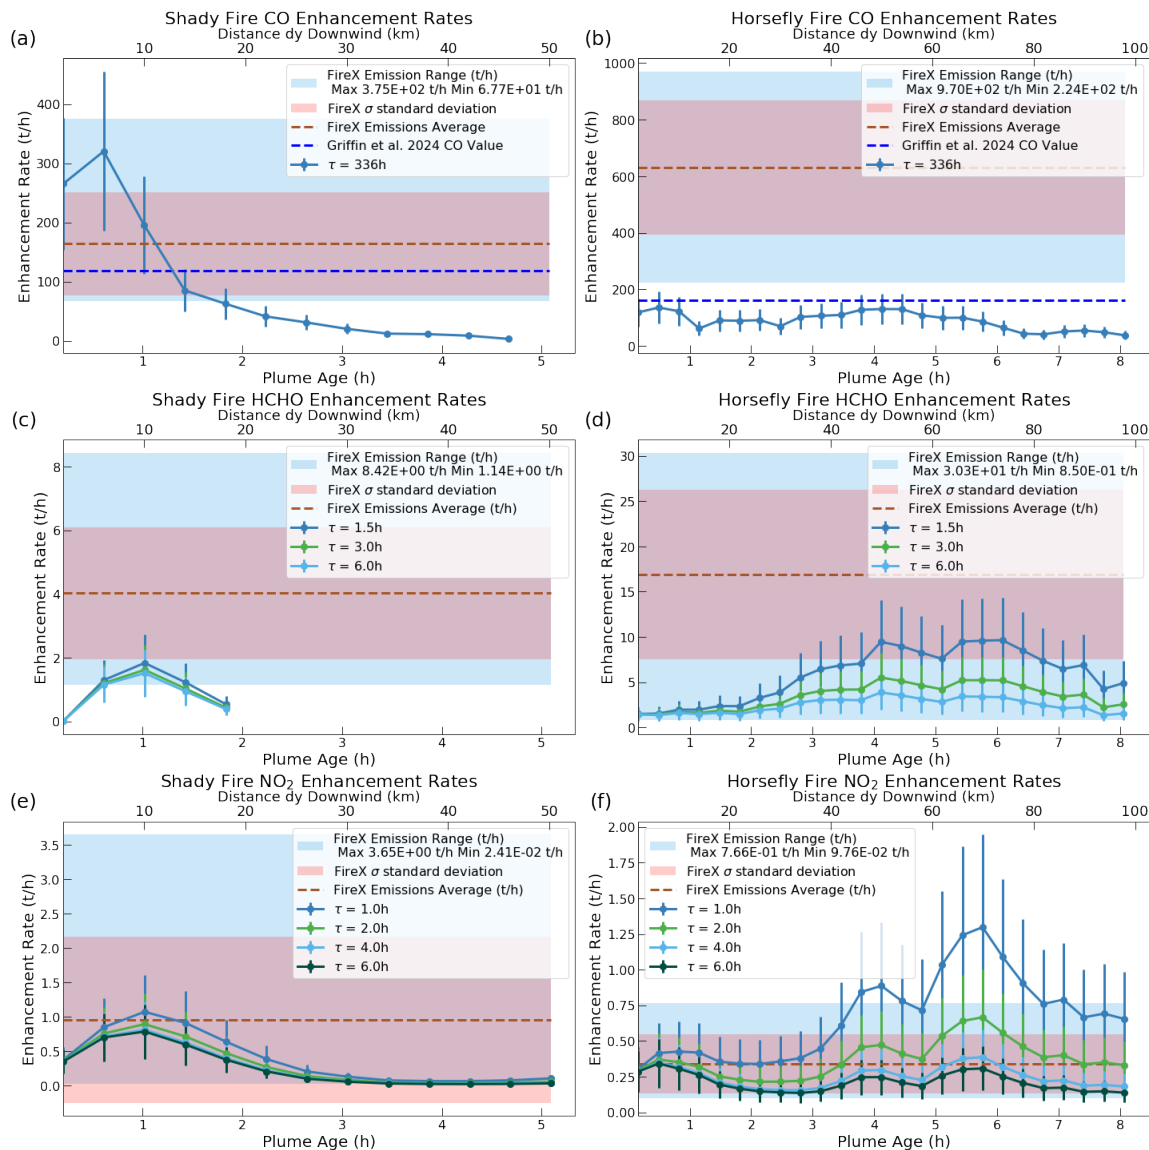 (a)
Shady Fire CO Enhancement Rates
Distance dy Downwind (km)
10 20 30 40 50
FireX Emission Range (t/h)
Max 3.75E+02 t/h Min 6.77E+01 t/h
FireX σ standard deviation
FireX Emissions Average
Griffin et al. 2024 CO Value
τ = 336h
Enhancement Rate (t/h)
400
300
200
100
0
1 2 3 4 5
Plume Age (h)
(b)
Horsefly Fire CO Enhancement Rates
Distance dy Downwind (km)
20 40 60 80 100
FireX Emission Range (t/h)
Max 9.70E+02 t/h Min 2.24E+02 t/h
FireX σ standard deviation
FireX Emissions Average
Griffin et al. 2024 CO Value
τ = 336h
Enhancement Rate (t/h)
1000
800
600
400
200
0
1 2 3 4 5 6 7 8
Plume Age (h)
(c)
Shady Fire HCHO Enhancement Rates
Distance dy Downwind (km)
10 20 30 40 50
FireX Emission Range (t/h)
Max 8.42E+00 t/h Min 1.14E+00 t/h
FireX σ standard deviation
FireX Emissions Average (t/h)
τ = 1.5h
τ = 3.0h
τ = 6.0h
Enhancement Rate (t/h)
8
6
4
2
0
1 2 3 4 5
Plume Age (h)
(d)
Horsefly Fire HCHO Enhancement Rates
Distance dy Downwind (km)
20 40 60 80 100
FireX Emission Range (t/h)
Max 3.03E+01 t/h Min 8.50E-01 t/h
FireX σ standard deviation
FireX Emissions Average (t/h)
τ = 1.5h
τ = 3.0h
τ = 6.0h
Enhancement Rate (t/h)
30
25
20
15
10
5
0
1 2 3 4 5 6 7 8
Plume Age (h)
(e)
Shady Fire NO₂ Enhancement Rates
Distance dy Downwind (km)
10 20 30 40 50
FireX Emission Range (t/h)
Max 3.65E+00 t/h Min 2.41E-02 t/h
FireX σ standard deviation
FireX Emissions Average (t/h)
τ = 1.0h
τ = 2.0h
τ = 4.0h
τ = 6.0h
Enhancement Rate (t/h)
3.5
3.0
2.5
2.0
1.5
1.0
0.5
0.0
1 2 3 4 5
Plume Age (h)
(f)
Horsefly Fire NO₂ Enhancement Rates
Distance dy Downwind (km)
20 40 60 80 100
FireX Emission Range (t/h)
Max 7.66E-01 t/h Min 9.76E-02 t/h
FireX σ standard deviation
FireX Emissions Average (t/h)
τ = 1.0h
τ = 2.0h
τ = 4.0h
τ = 6.0h
Enhancement Rate (t/h)
2.00
1.75
1.50
1.25
1.00
0.75
0.50
0.25
0.00
1 2 3 4 5 6 7 8
Plume Age (h)